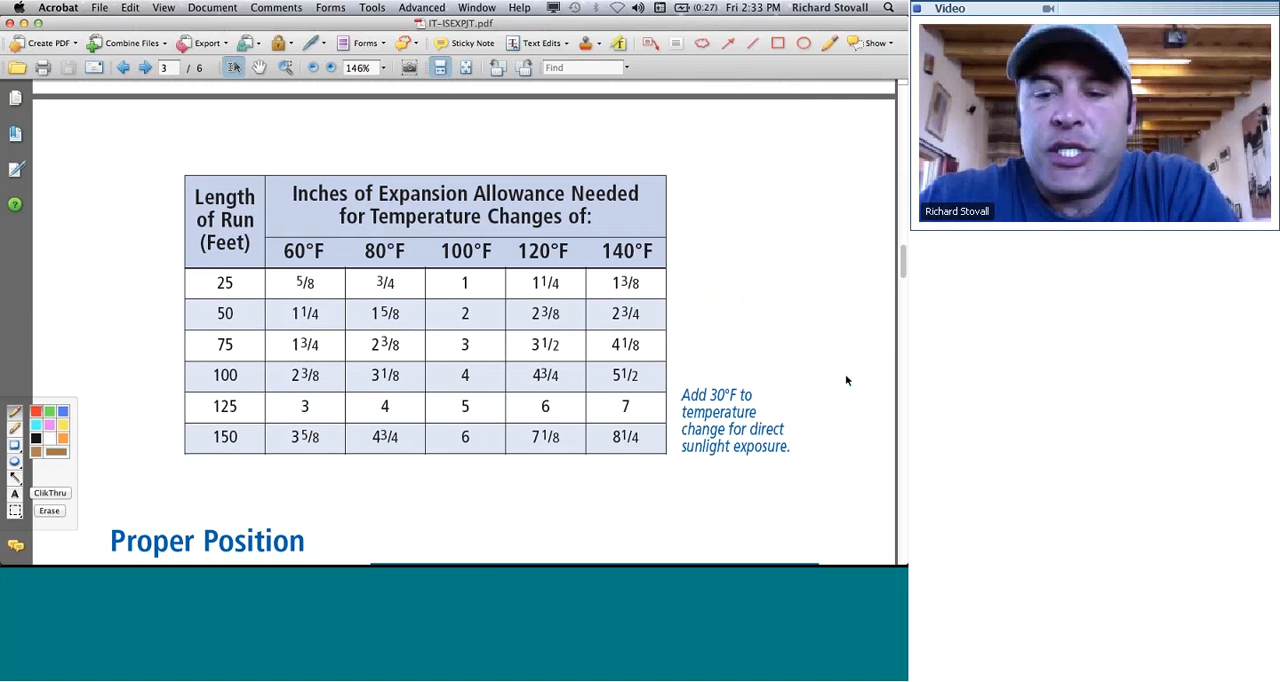 Acrobat File Edit View Document Comments Forms Tools Advanced Window Help (0:27) Fri 2:33 PM Richard Stovall
IT-ISEXPJT.pdf
Create PDF Combine Files Export Forms Sticky Note Text Edits Show
3 / 6 146% Find
Length of Run (Feet)
Inches of Expansion Allowance Needed
for Temperature Changes of:
60°F 80°F 100°F 120°F 140°F
25 5/8 3/4 1 1 1/4 1 3/8
50 1 1/4 1 5/8 2 2 3/8 2 3/4
75 1 3/4 2 3/8 3 3 1/2 4 1/8
100 2 3/8 3 1/8 4 4 3/4 5 1/2
125 3 4 5 6 7
150 3 5/8 4 3/4 6 7 1/8 8 1/4
Add 30°F to
temperature
change for direct
sunlight exposure.
A
ClikThru
Erase
Proper Position
Video
Richard Stovall